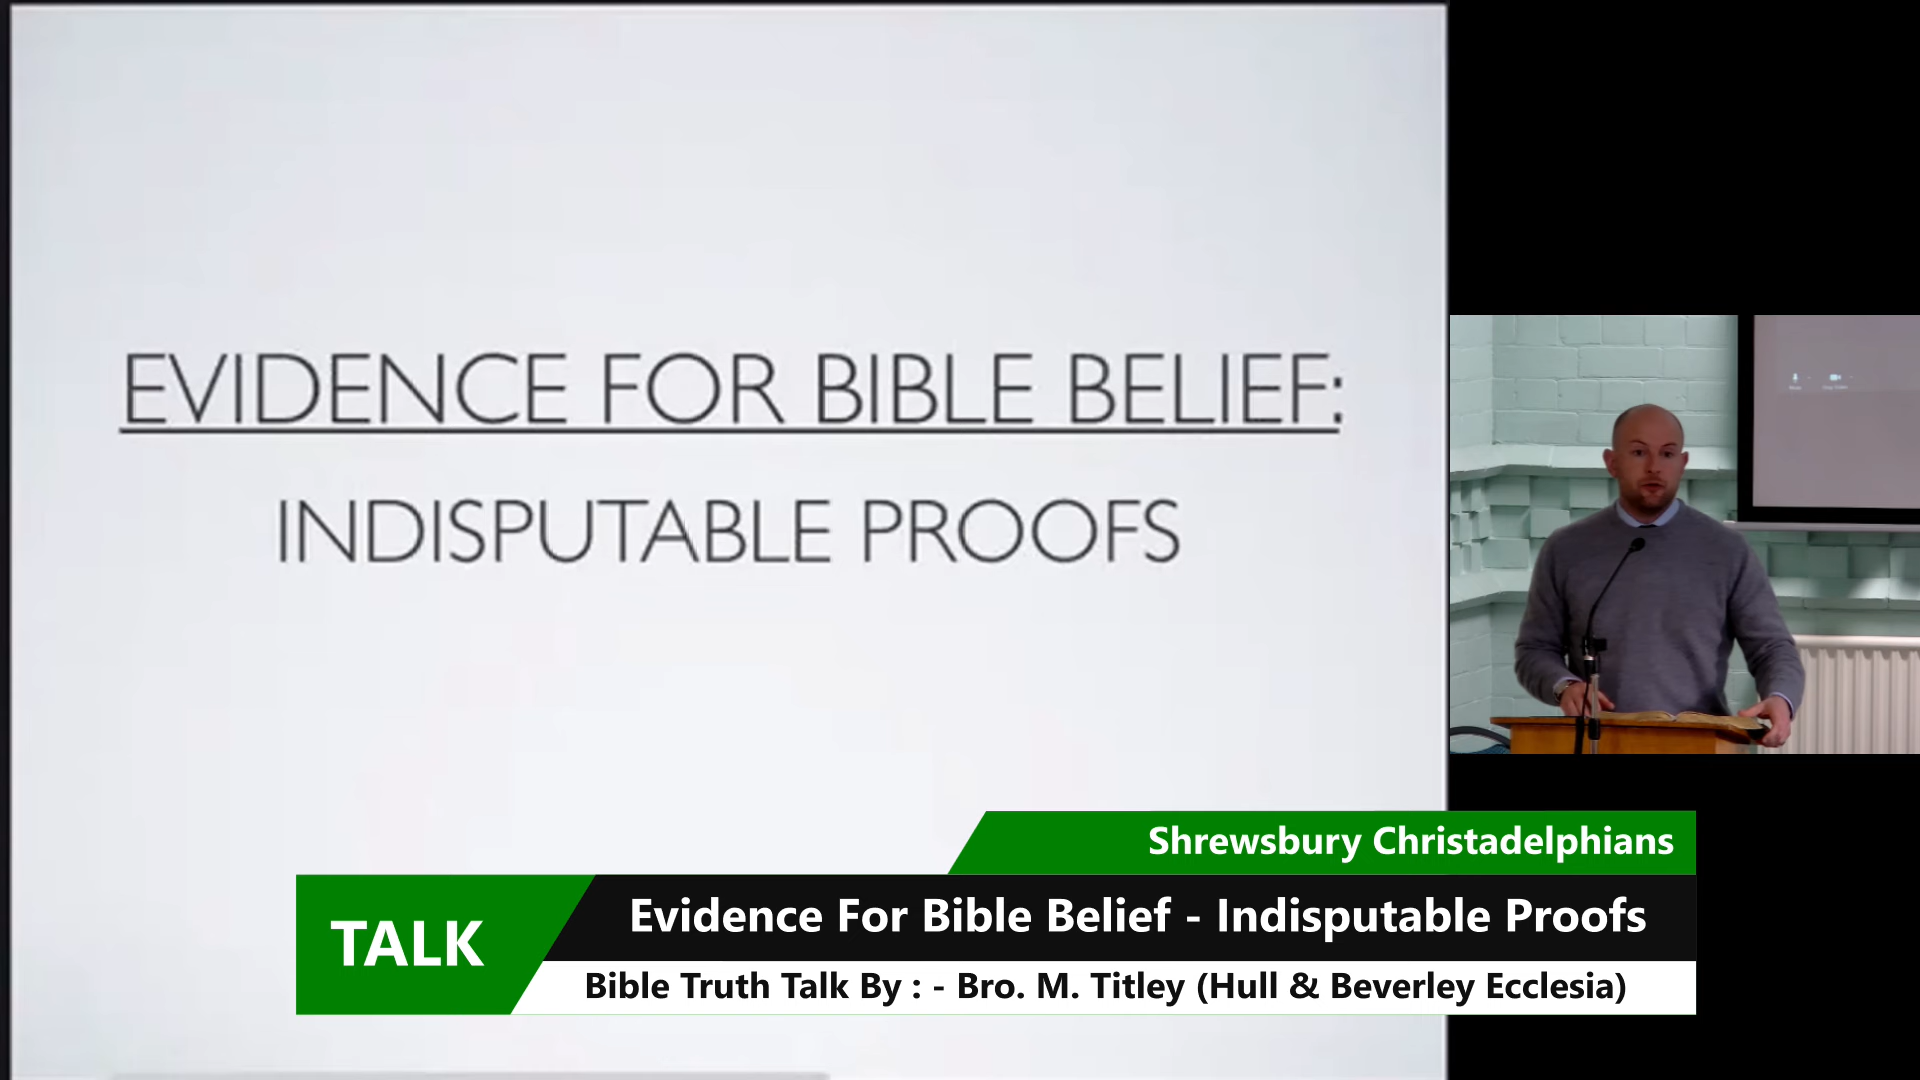 EVIDENCE FOR BIBLE BELIEF:
INDISPUTABLE PROOFS
Shrewsbury Christadelphians
TALK
Evidence For Bible Belief - Indisputable Proofs
Bible Truth Talk By : - Bro. M. Titley (Hull & Beverley Ecclesia)